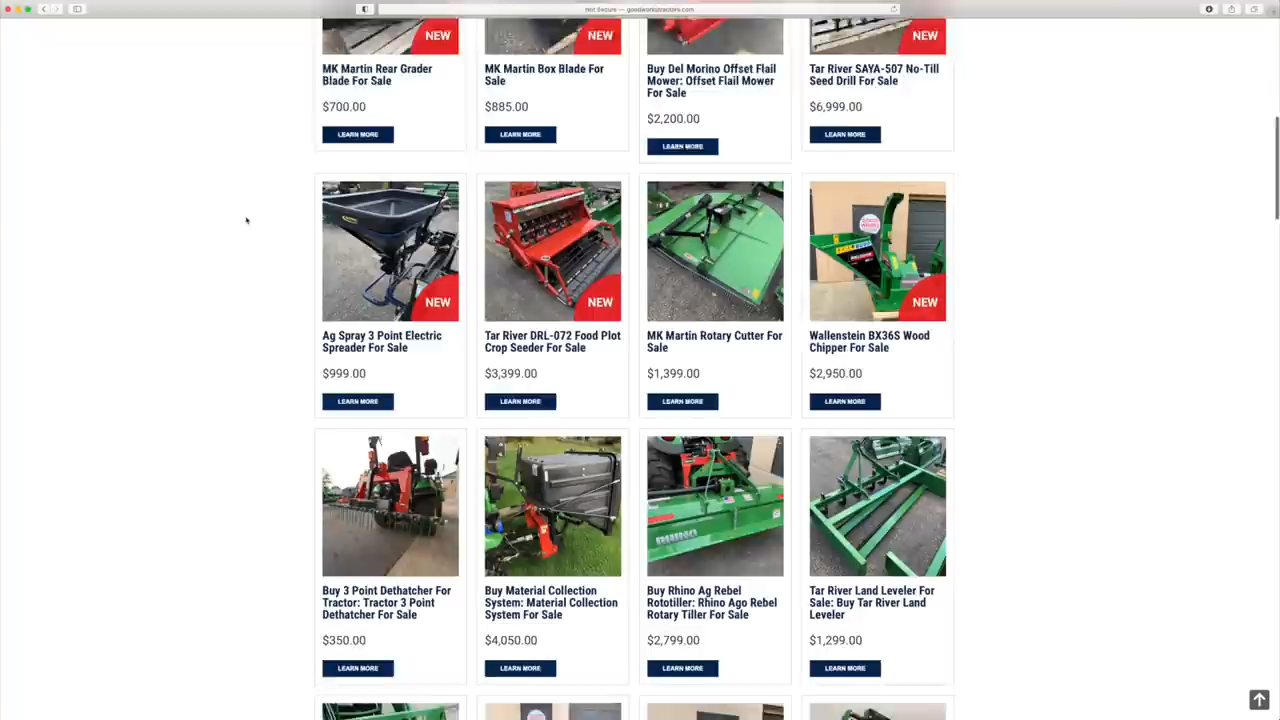 not secure — goodworkstractors.com
NEW
NEW
NEW
MK Martin Rear Grader
Blade For Sale
$700.00
LEARN MORE
MK Martin Box Blade For
Sale
$885.00
LEARN MORE
Buy Del Morino Offset Flail
Mower: Offset Flail Mower
For Sale
$2,200.00
LEARN MORE
Tar River SAYA-507 No-Till
Seed Drill For Sale
$6,999.00
LEARN MORE
NEW
Ag Spray 3 Point Electric
Spreader For Sale
$999.00
LEARN MORE
NEW
Tar River DRL-072 Food Plot
Crop Seeder For Sale
$3,399.00
LEARN MORE
MK Martin Rotary Cutter For
Sale
$1,399.00
LEARN MORE
NEW
Wallenstein BX36S Wood
Chipper For Sale
$2,950.00
LEARN MORE
Buy 3 Point Dethatcher For
Tractor: Tractor 3 Point
Dethatcher For Sale
$350.00
LEARN MORE
Buy Material Collection
System: Material Collection
System For Sale
$4,050.00
LEARN MORE
RHINO
Buy Rhino Ag Rebel
Rototiller: Rhino Ago Rebel
Rotary Tiller For Sale
$2,799.00
LEARN MORE
Tar River Land Leveler For
Sale: Buy Tar River Land
Leveler
$1,299.00
LEARN MORE